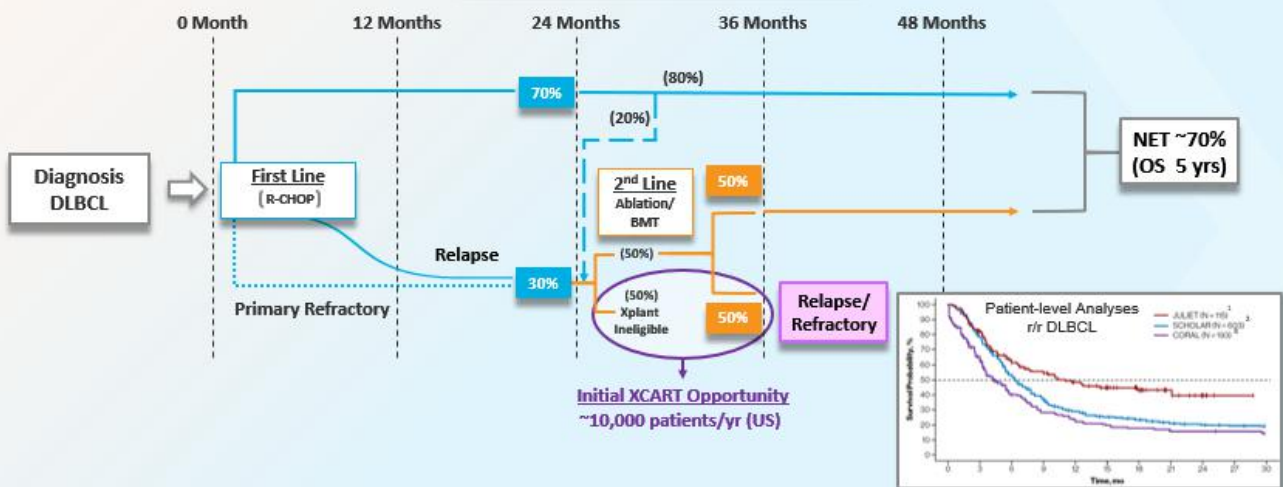 0 Month
12 Months
24 Months
36 Months
48 Months
70%
(80%)
(20%)
Diagnosis
DLBCL
First Line
(R-CHOP)
2nd Line
Ablation/
BMT
50%
NET ~70%
(OS 5 yrs)
Relapse
30%
(50%)
Primary Refractory
(50%)
Xplant
Ineligible
50%
Relapse/
Refractory
Initial XCART Opportunity
~10,000 patients/yr (US)
Patient-level Analyses
r/r DLBCL
JULIET (N = 115)
SCHOLAR (N = 603)
CORAL (N = 193)
Survival Probability, %
100
90
80
70
60
50
40
30
20
10
0
0 3 6 9 12 15 18 21 24 27 30
Time, mo